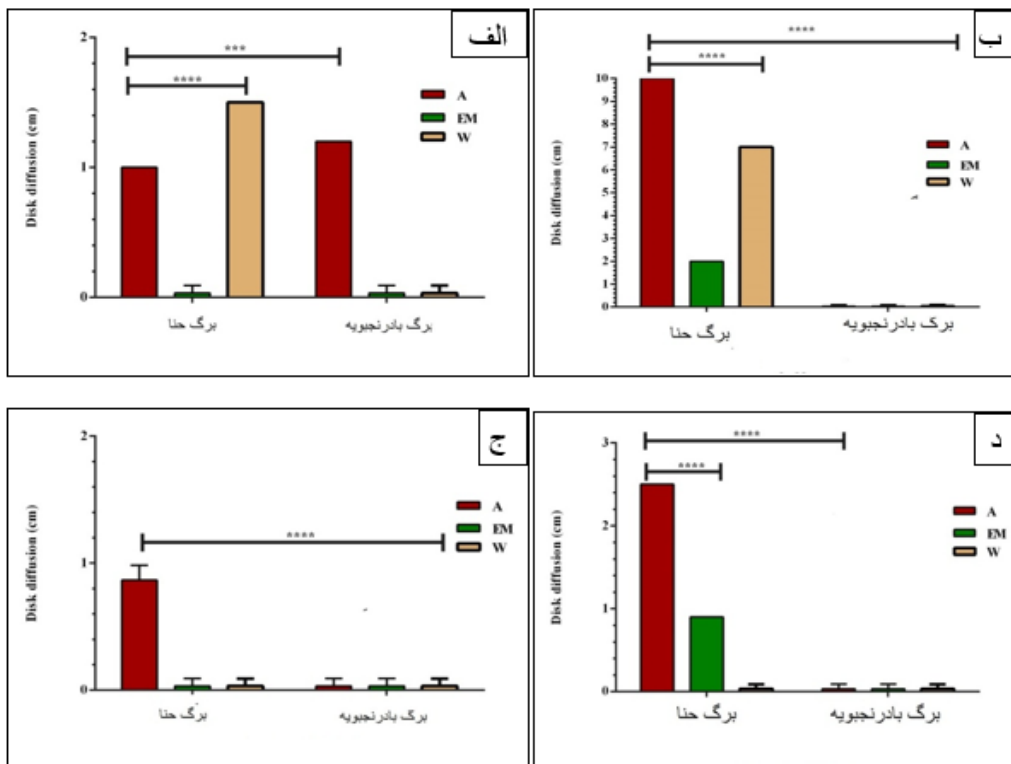 الف
Disk diffusion (cm)
2
1
0
***
****
A
EM
W
برگ حنا
برگ بادرنجبویه
ب
Disk diffusion (cm)
10
9
8
7
6
5
4
3
2
1
0
****
****
A
EM
W
برگ حنا
برگ بادرنجبویه
ج
Disk diffusion (cm)
2
1
0
****
A
EM
W
برگ حنا
برگ بادرنجبویه
د
Disk diffusion (cm)
3
2
1
0
****
****
A
EM
W
برگ حنا
برگ بادرنجبویه